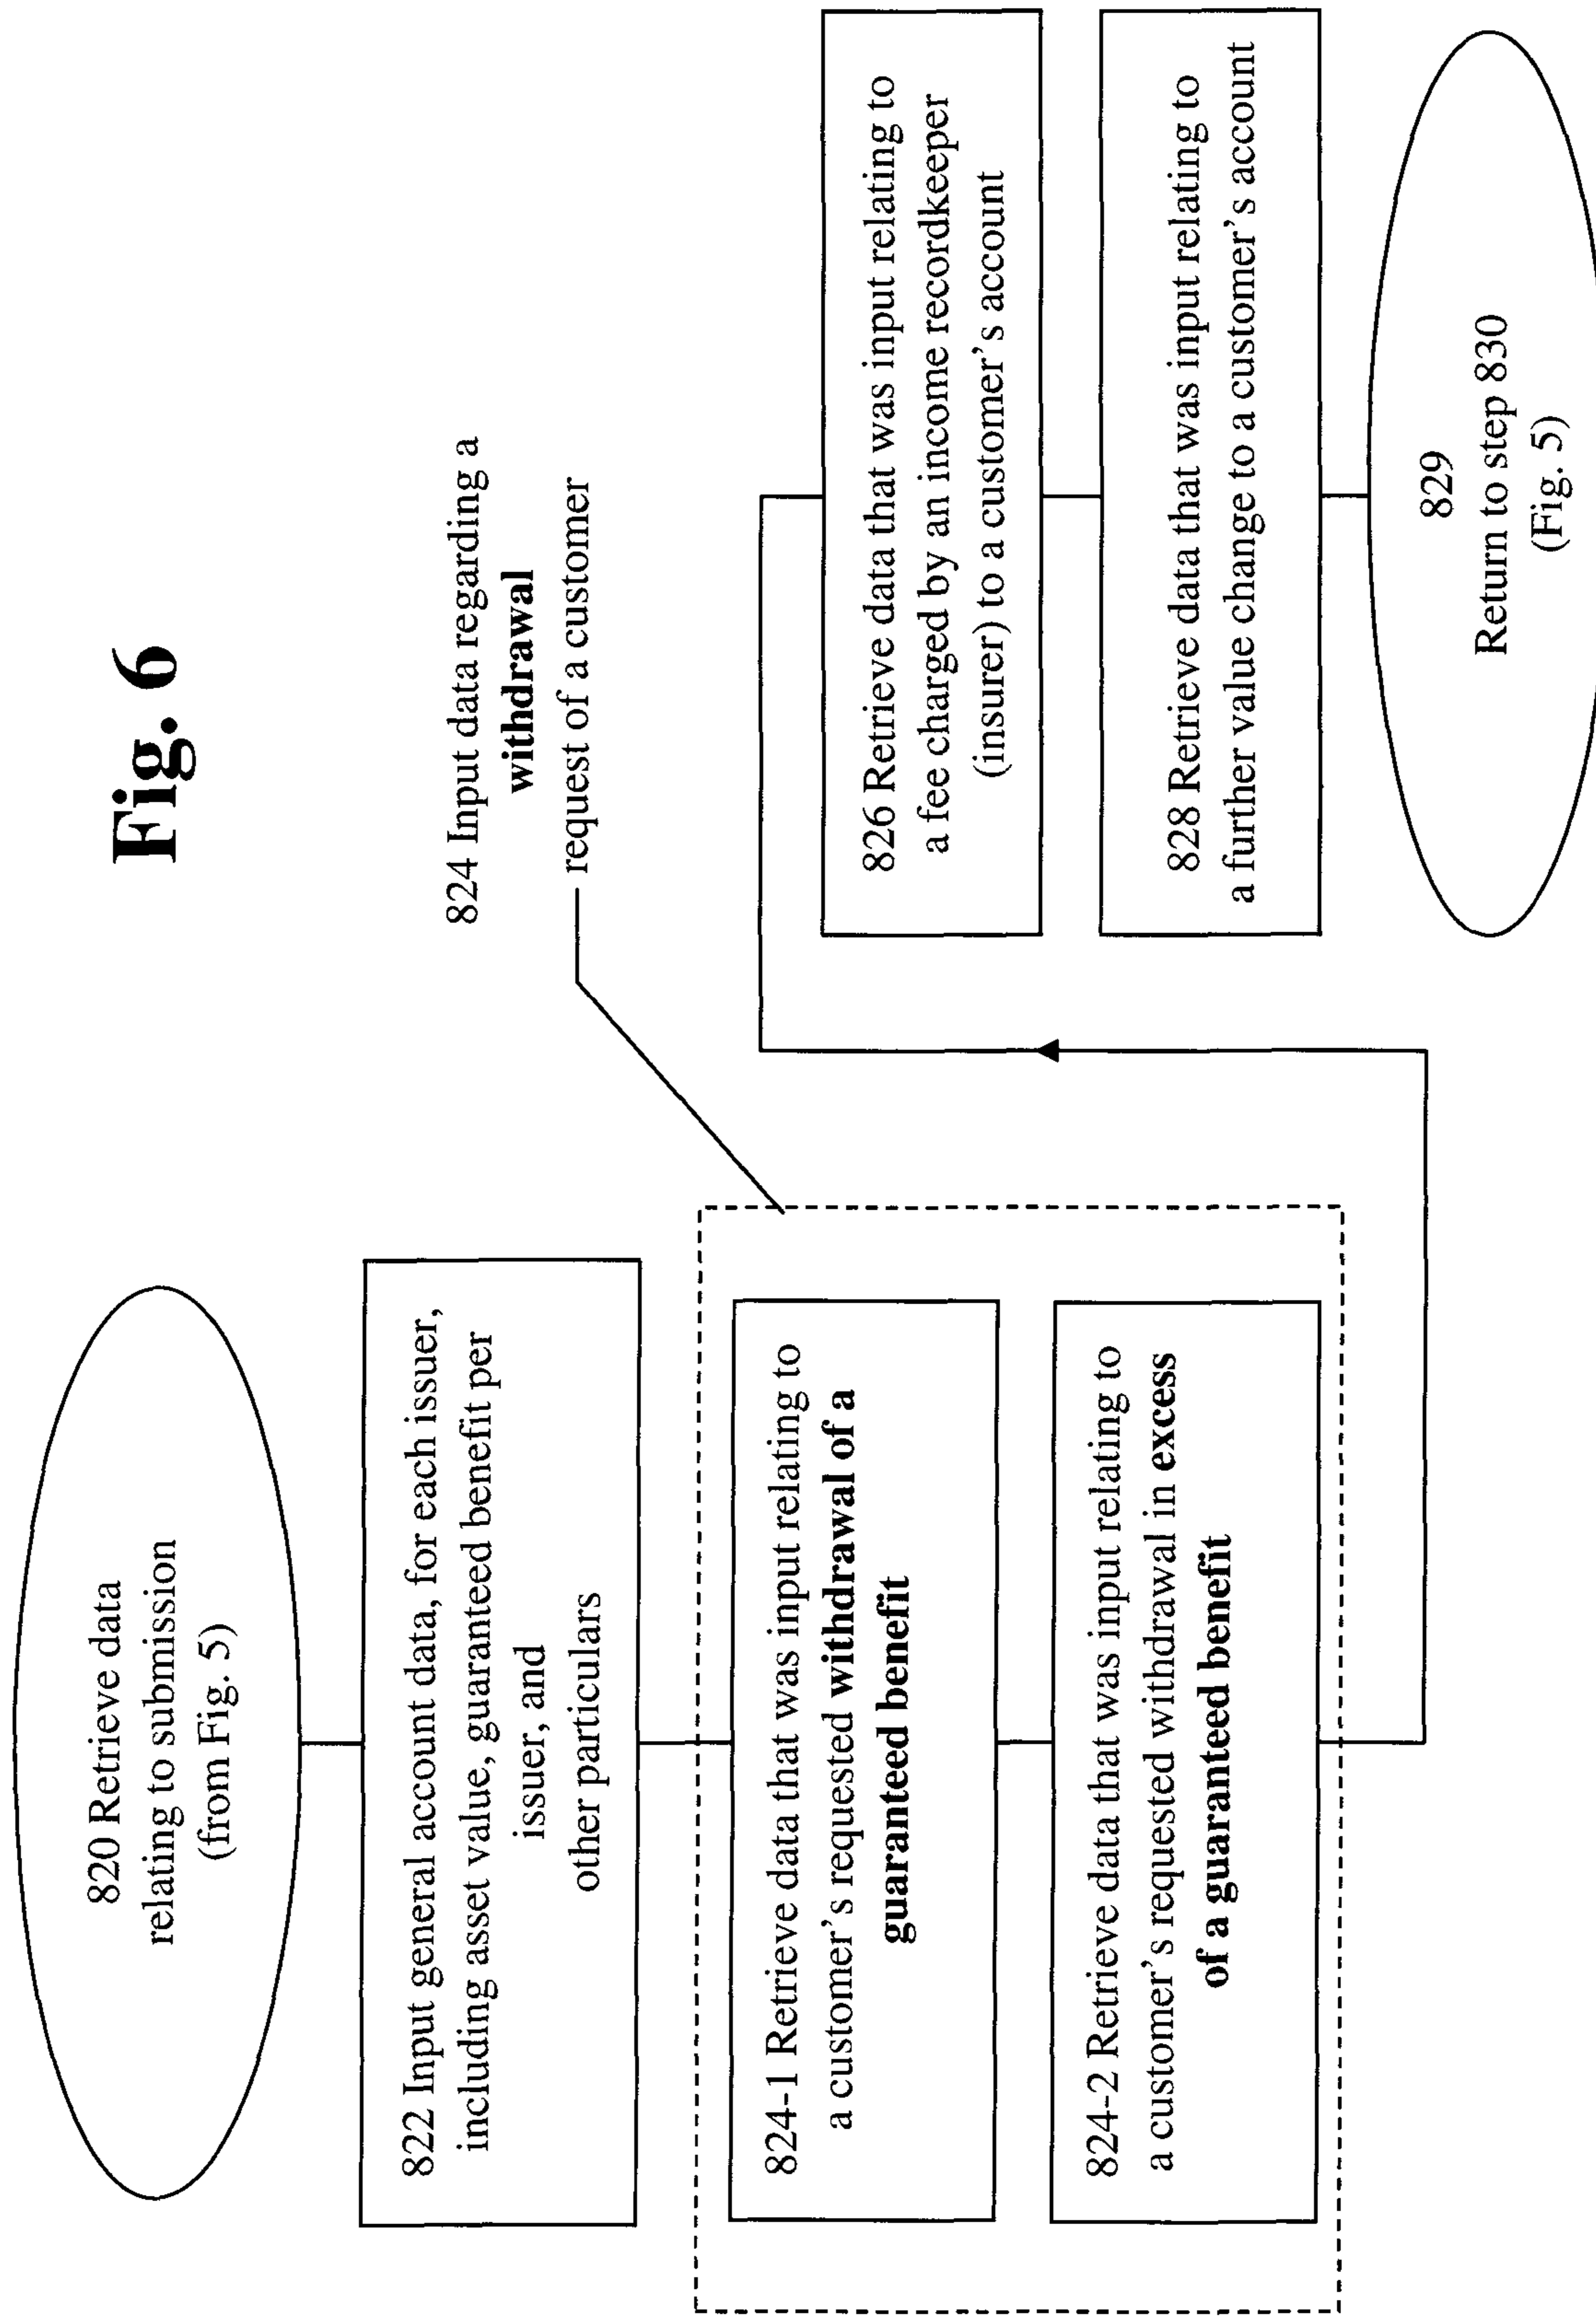 Fig. 6
820 Retrieve data
relating to submission
(from Fig. 5)
822 Input general account data, for each issuer,
including asset value, guaranteed benefit per
issuer, and
other particulars
824 Input data regarding a
withdrawal
request of a customer
824-1 Retrieve data that was input relating to
a customer's requested withdrawal of a
guaranteed benefit
824-2 Retrieve data that was input relating to
a customer's requested withdrawal in excess
of a guaranteed benefit
826 Retrieve data that was input relating to
a fee charged by an income recordkeeper
(insurer) to a customer's account
828 Retrieve data that was input relating to
a further value change to a customer's account
829
Return to step 830
(Fig. 5)